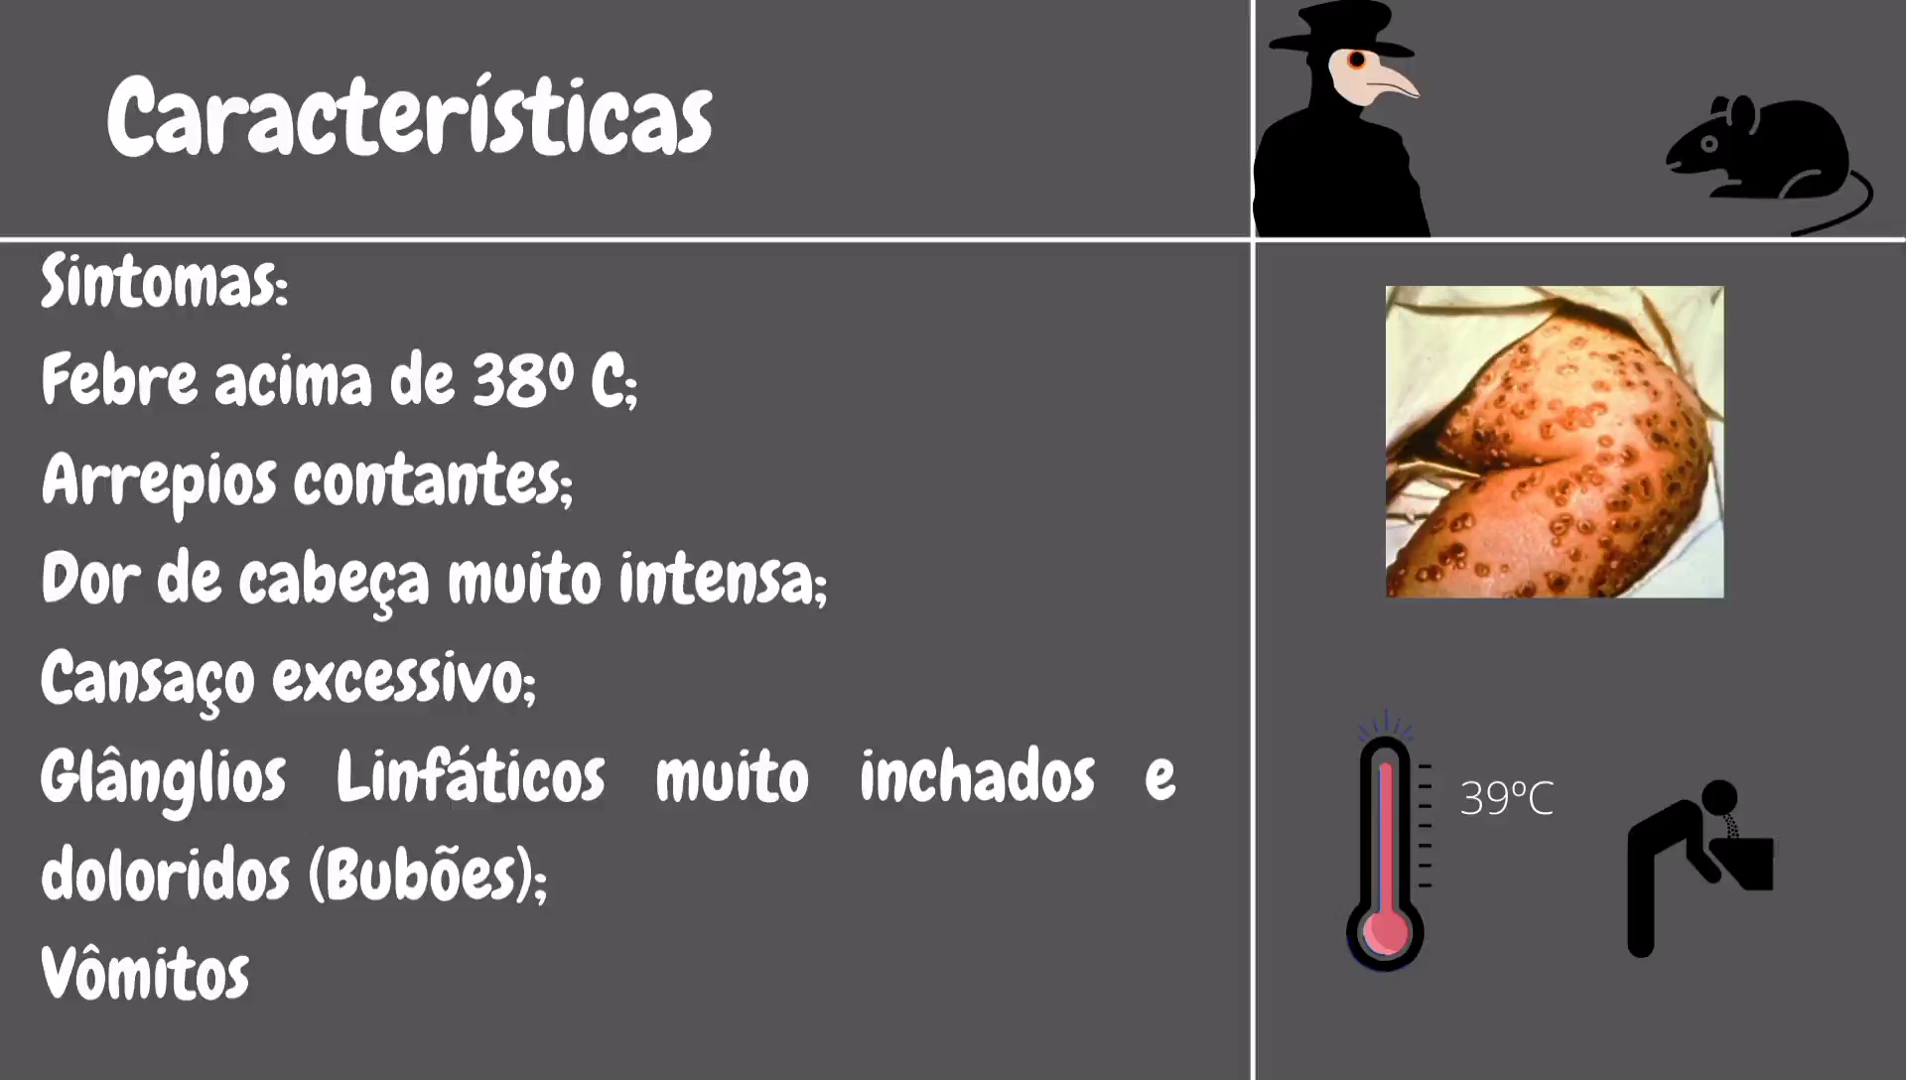 Características
Sintomas:
Febre acima de 38º C;
Arrepios contantes;
Dor de cabeça muito intensa;
Cansaço excessivo;
Glânglios Linfáticos muito inchados e
doloridos (Bubões);
Vômitos
39ºC